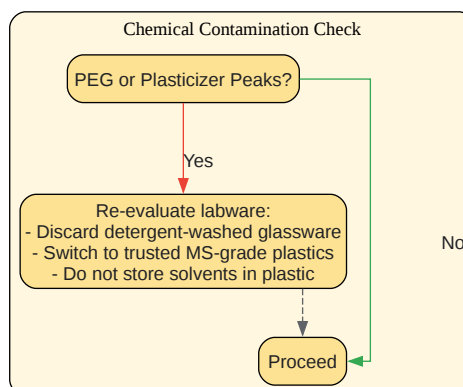 Chemical Contamination Check
PEG or Plasticizer Peaks?
Yes
Re-evaluate labware:
- Discard detergent-washed glassware
- Switch to trusted MS-grade plastics
- Do not store solvents in plastic
No
Proceed